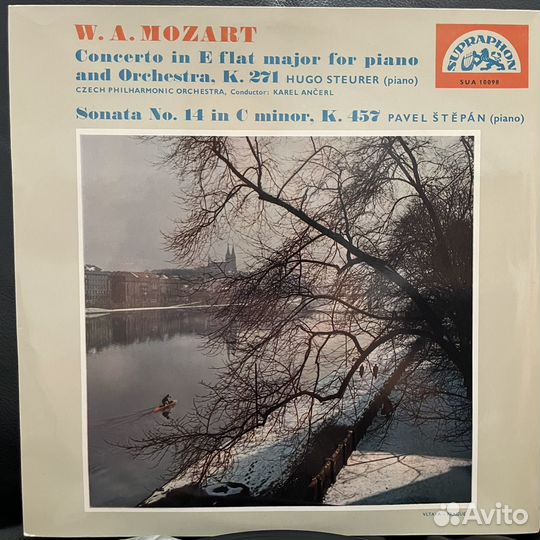 W. A. MOZART
Concerto in E flat major for piano
and Orchestra, K. 271 HUGO STEURER (piano)
CZECH PHILHARMONIC ORCHESTRA, Conductor: KAREL ANČERL
Sonata No. 14 in C minor, K. 457 PAVEL ŠTĚPÁN (piano)
SUPRAPHON
SUA 10098
Avito